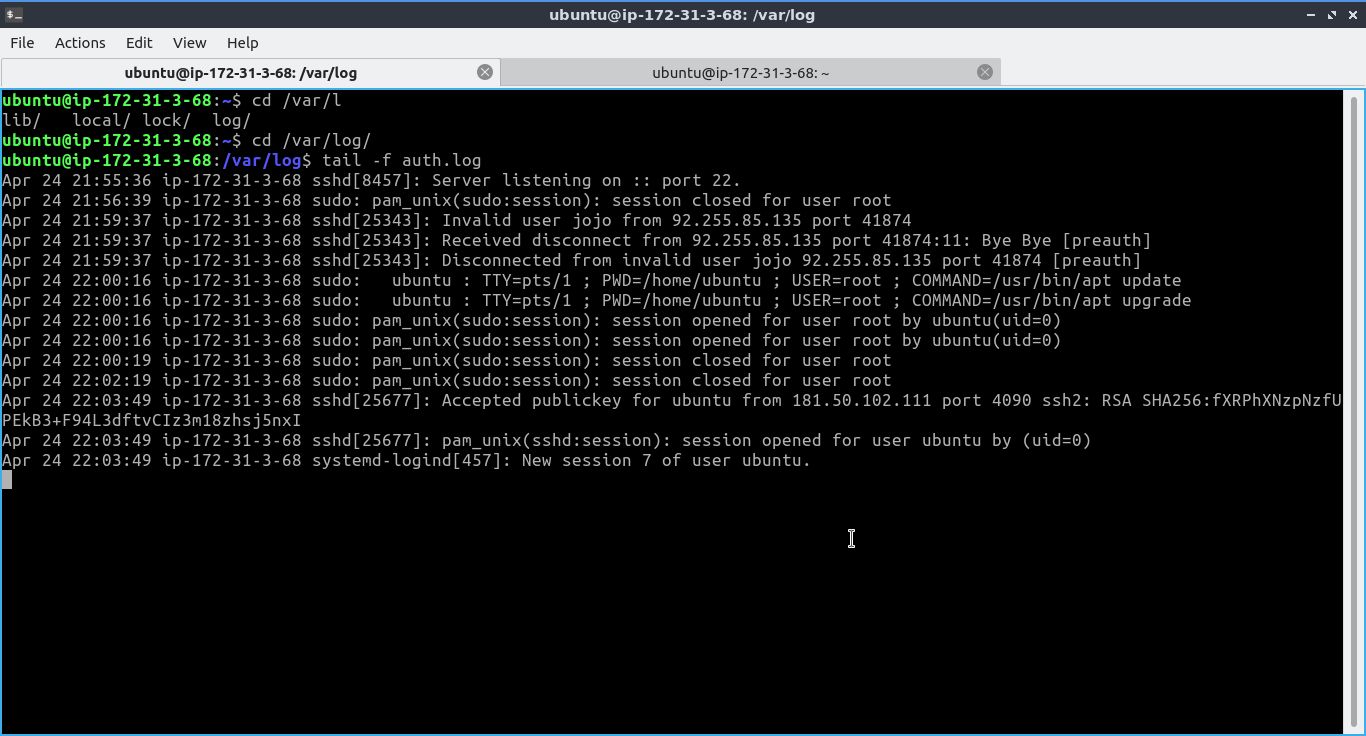 ubuntu@ip-172-31-3-68: /var/log
File Actions Edit View Help
ubuntu@ip-172-31-3-68: /var/log ubuntu@ip-172-31-3-68: ~
ubuntu@ip-172-31-3-68:~$ cd /var/l
lib/   local/ lock/  log/
ubuntu@ip-172-31-3-68:~$ cd /var/log/
ubuntu@ip-172-31-3-68:/var/log$ tail -f auth.log
Apr 24 21:55:36 ip-172-31-3-68 sshd[8457]: Server listening on :: port 22.
Apr 24 21:56:39 ip-172-31-3-68 sudo: pam_unix(sudo:session): session closed for user root
Apr 24 21:59:37 ip-172-31-3-68 sshd[25343]: Invalid user jojo from 92.255.85.135 port 41874
Apr 24 21:59:37 ip-172-31-3-68 sshd[25343]: Received disconnect from 92.255.85.135 port 41874:11: Bye Bye [preauth]
Apr 24 21:59:37 ip-172-31-3-68 sshd[25343]: Disconnected from invalid user jojo 92.255.85.135 port 41874 [preauth]
Apr 24 22:00:16 ip-172-31-3-68 sudo:   ubuntu : TTY=pts/1 ; PWD=/home/ubuntu ; USER=root ; COMMAND=/usr/bin/apt update
Apr 24 22:00:16 ip-172-31-3-68 sudo:   ubuntu : TTY=pts/1 ; PWD=/home/ubuntu ; USER=root ; COMMAND=/usr/bin/apt upgrade
Apr 24 22:00:16 ip-172-31-3-68 sudo: pam_unix(sudo:session): session opened for user root by ubuntu(uid=0)
Apr 24 22:00:16 ip-172-31-3-68 sudo: pam_unix(sudo:session): session opened for user root by ubuntu(uid=0)
Apr 24 22:00:19 ip-172-31-3-68 sudo: pam_unix(sudo:session): session closed for user root
Apr 24 22:02:19 ip-172-31-3-68 sudo: pam_unix(sudo:session): session closed for user root
Apr 24 22:03:49 ip-172-31-3-68 sshd[25677]: Accepted publickey for ubuntu from 181.50.102.111 port 4090 ssh2: RSA SHA256:fXRPhXNzpNzfU
PEkB3+F94L3dftvCIz3m18zhsj5nxI
Apr 24 22:03:49 ip-172-31-3-68 sshd[25677]: pam_unix(sshd:session): session opened for user ubuntu by (uid=0)
Apr 24 22:03:49 ip-172-31-3-68 systemd-logind[457]: New session 7 of user ubuntu.